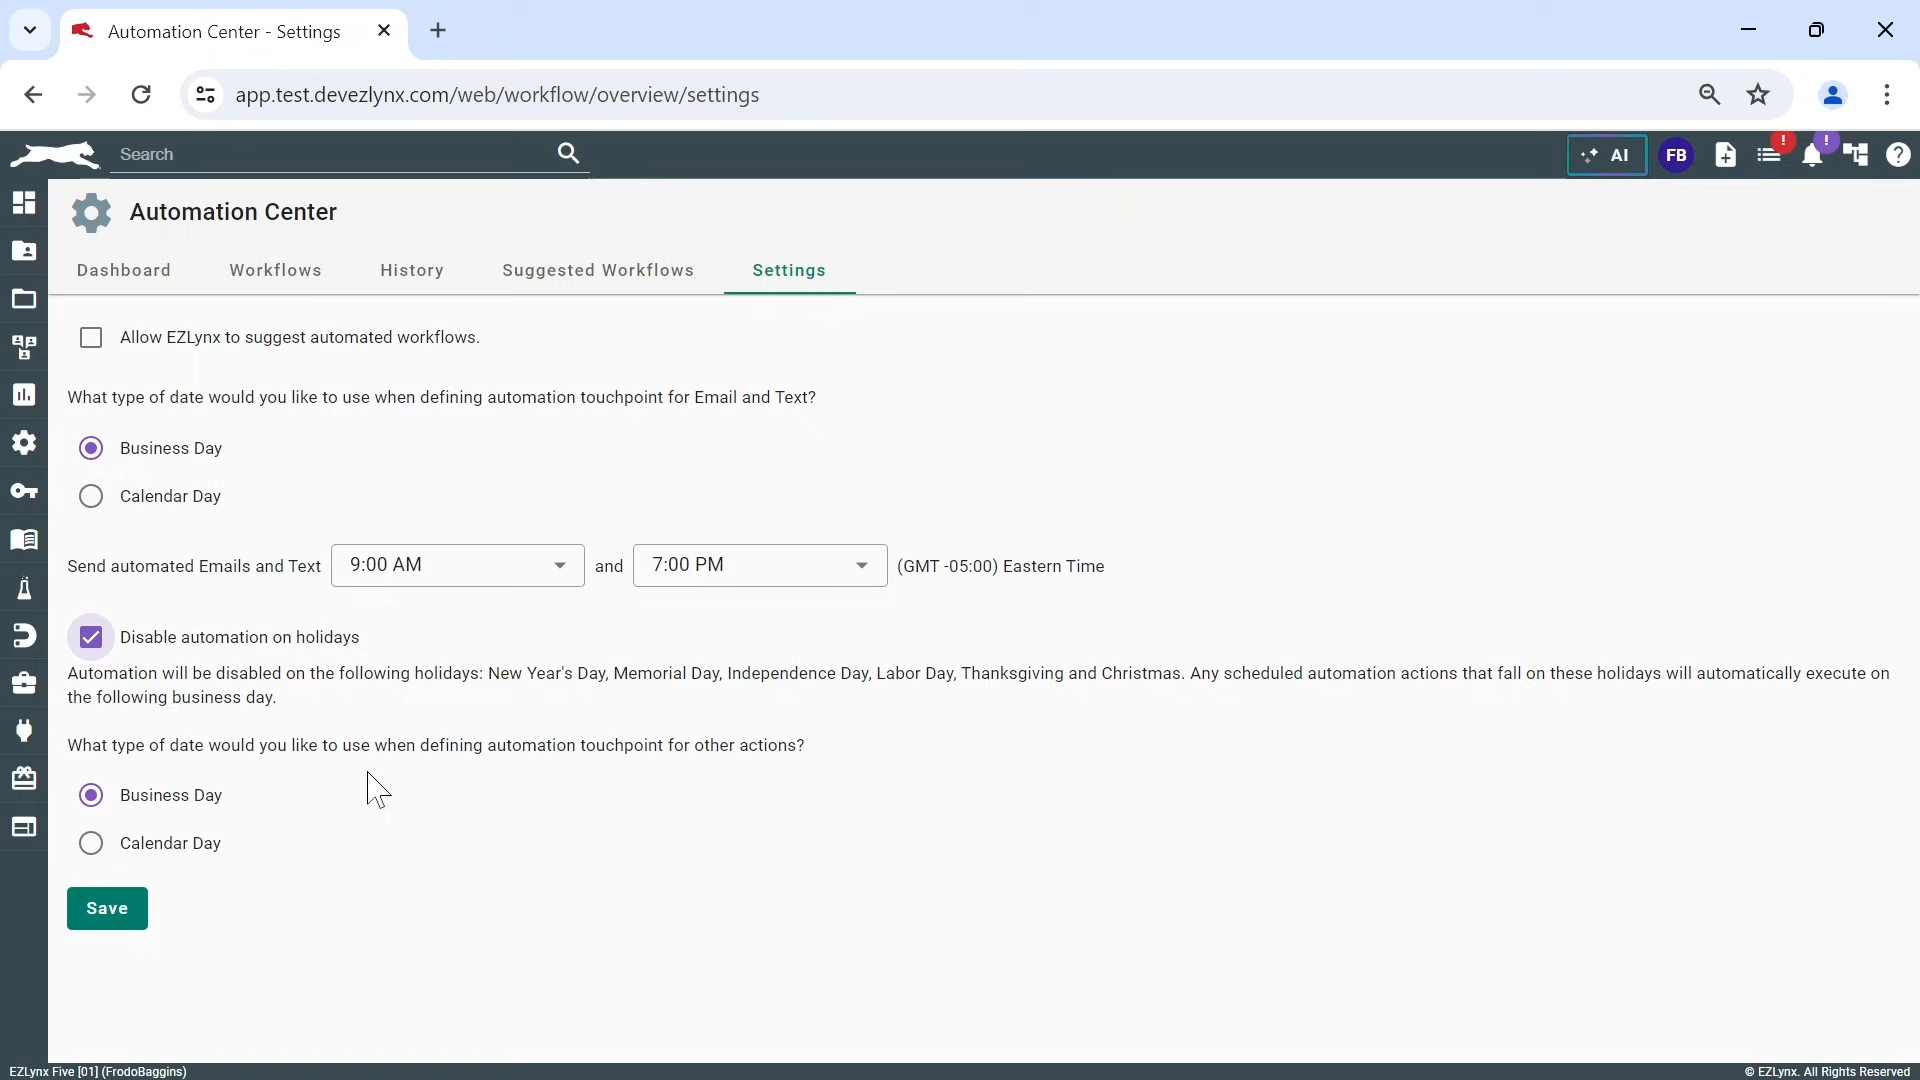 Automation Center - Settings
app.test.devezlynx.com/web/workflow/overview/settings
Search
AI
FB
!
!
Automation Center
Dashboard
Workflows
History
Suggested Workflows
Settings
Allow EZLynx to suggest automated workflows.
What type of date would you like to use when defining automation touchpoint for Email and Text?
Business Day
Calendar Day
Send automated Emails and Text 9:00 AM and 7:00 PM (GMT -05:00) Eastern Time
Disable automation on holidays
Automation will be disabled on the following holidays: New Year's Day, Memorial Day, Independence Day, Labor Day, Thanksgiving and Christmas. Any scheduled automation actions that fall on these holidays will automatically execute on
the following business day.
What type of date would you like to use when defining automation touchpoint for other actions?
Business Day
Calendar Day
Save
EZLynx Five [01] (FrodoBaggins)
© EZLynx. All Rights Reserved